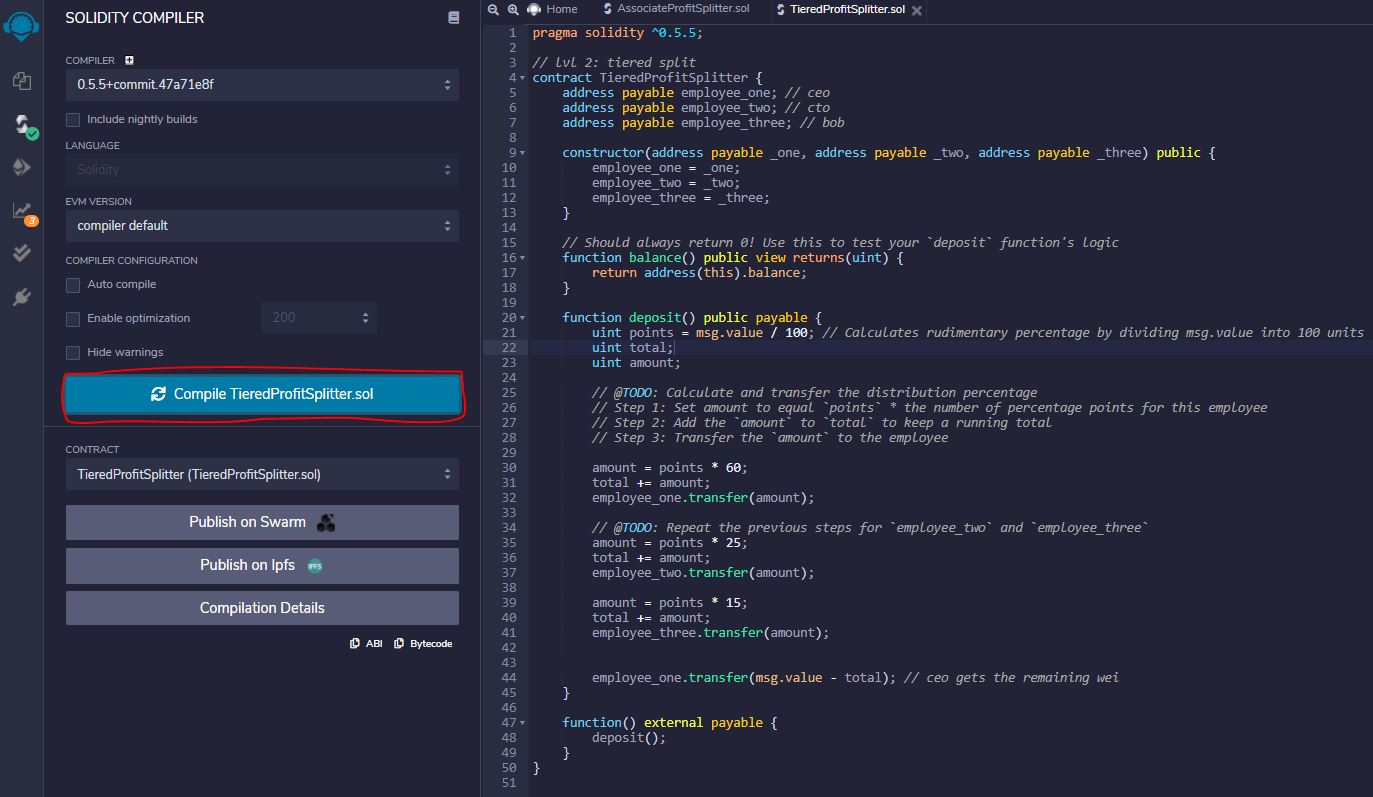 SOLIDITY COMPILER
COMPILER
0.5.5+commit.47a71e8f
Include nightly builds
LANGUAGE
Solidity
EVM VERSION
compiler default
COMPILER CONFIGURATION
Auto compile
Enable optimization
200
Hide warnings
Compile TieredProfitSplitter.sol
CONTRACT
TieredProfitSplitter (TieredProfitSplitter.sol)
Publish on Swarm
Publish on Ipfs IPFS
Compilation Details
ABI Bytecode
3
Home AssociateProfitSplitter.sol TieredProfitSplitter.sol
1 pragma solidity ^0.5.5;
2
3 // lvl 2: tiered split
4 contract TieredProfitSplitter {
5 address payable employee_one; // ceo
6 address payable employee_two; // cto
7 address payable employee_three; // bob
8
9 constructor(address payable _one, address payable _two, address payable _three) public {
10 employee_one = _one;
11 employee_two = _two;
12 employee_three = _three;
13 }
14
15 // Should always return 0! Use this to test your `deposit` function's logic
16 function balance() public view returns(uint) {
17 return address(this).balance;
18 }
19
20 function deposit() public payable {
21 uint points = msg.value / 100; // Calculates rudimentary percentage by dividing msg.value into 100 units
22 uint total;
23 uint amount;
24
25 // @TODO: Calculate and transfer the distribution percentage
26 // Step 1: Set amount to equal `points` * the number of percentage points for this employee
27 // Step 2: Add the `amount` to `total` to keep a running total
28 // Step 3: Transfer the `amount` to the employee
29
30 amount = points * 60;
31 total += amount;
32 employee_one.transfer(amount);
33
34 // @TODO: Repeat the previous steps for `employee_two` and `employee_three`
35 amount = points * 25;
36 total += amount;
37 employee_two.transfer(amount);
38
39 amount = points * 15;
40 total += amount;
41 employee_three.transfer(amount);
42
43
44 employee_one.transfer(msg.value - total); // ceo gets the remaining wei
45 }
46
47 function() external payable {
48 deposit();
49 }
50 }
51